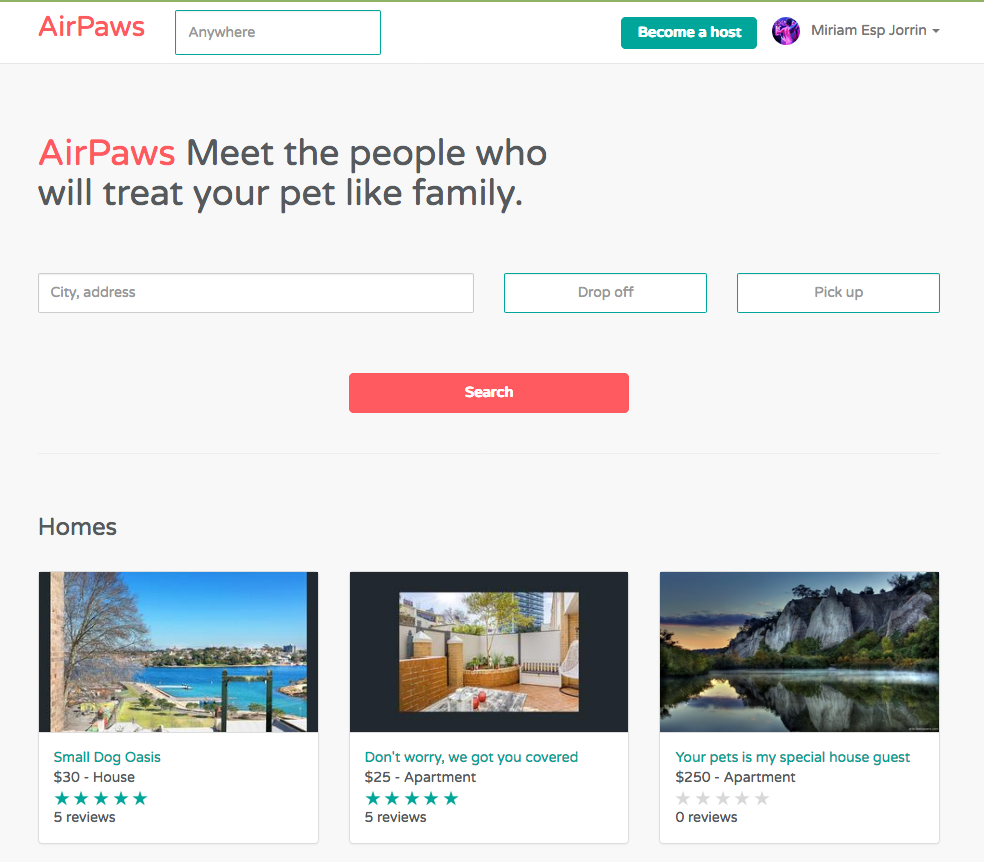 AirPaws
Anywhere
Become a host
Miriam Esp Jorrin
AirPaws Meet the people who
will treat your pet like family.
City, address
Drop off
Pick up
Search
Homes
Small Dog Oasis
$30 - House
5 reviews
Don't worry, we got you covered
$25 - Apartment
5 reviews
Your pets is my special house guest
$250 - Apartment
0 reviews